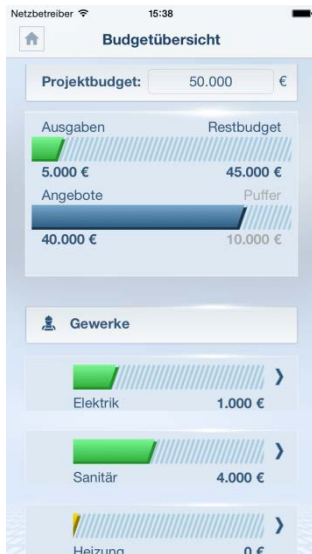 Netzbetreiber 15:38
Budgetübersicht
Projektbudget: 50.000 €
Ausgaben Restbudget
5.000 € 45.000 €
Angebote Puffer
40.000 € 10.000 €
Gewerke
Elektrik 1.000 €
Sanitär 4.000 €
Heizung 0 €